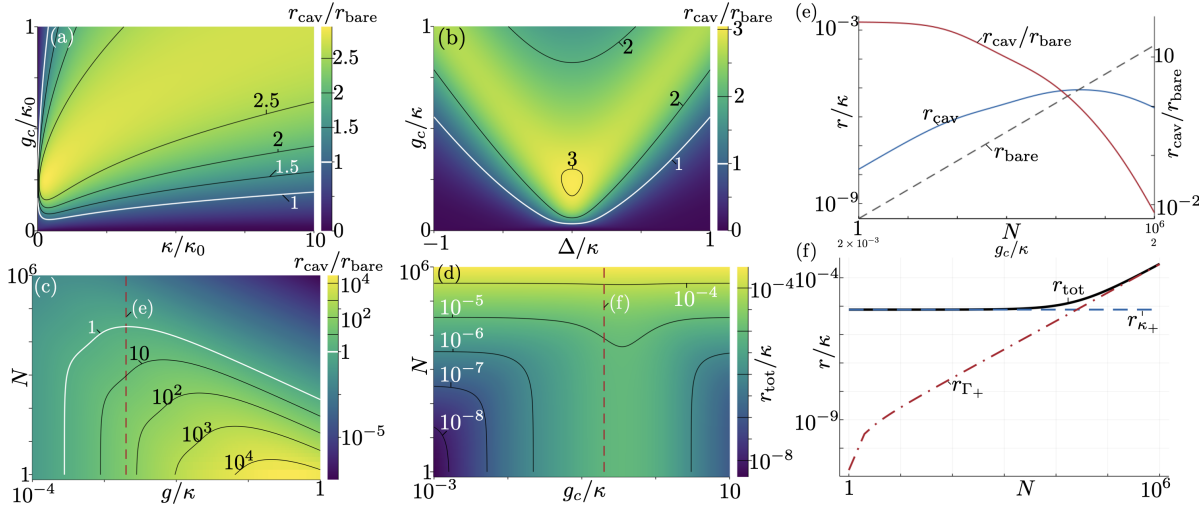 (a)
r_cav/r_bare
g_c/κ_0
1
0
0
κ/κ_0
10
2.5
2
1.5
1
2.5
2
1.5
1
0.5
0
(b)
r_cav/r_bare
g_c/κ
1
0
−1
Δ/κ
1
2
2
3
1
3
2
1
0
(e)
10^−3
r/κ
10^−9
r_cav/r_bare
r_cav
r_bare
10
r_cav/r_bare
10^−2
1
N
10^6
2 × 10^−3
g_c/κ
2
(c)
r_cav/r_bare
10^6
N
1
10^−4
g/κ
1
(e)
1
10
10^2
10^3
10^4
10^4
10^2
1
10^−5
(d)
10^6
N
1
10^−3
g_c/κ
10
(f)
10^−5
10^−4
10^−6
10^−7
10^−8
10^−4
r_tot/κ
10^−8
(f)
10^−4
r/κ
10^−9
r_tot
r_κ+
r_Γ+
1
N
10^6